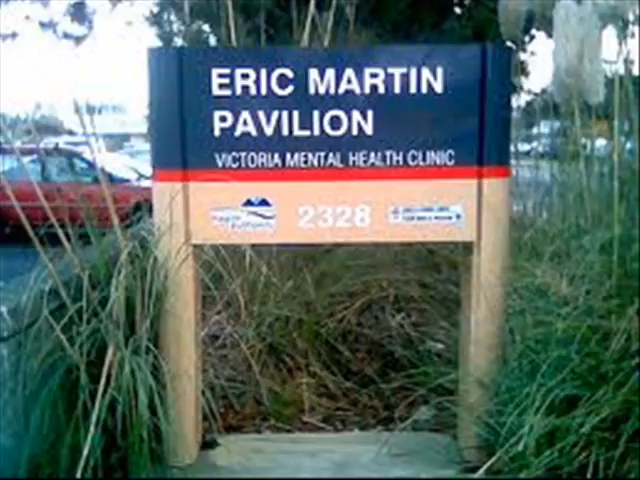 ERIC MARTIN
PAVILION
VICTORIA MENTAL HEALTH CLINIC
2328